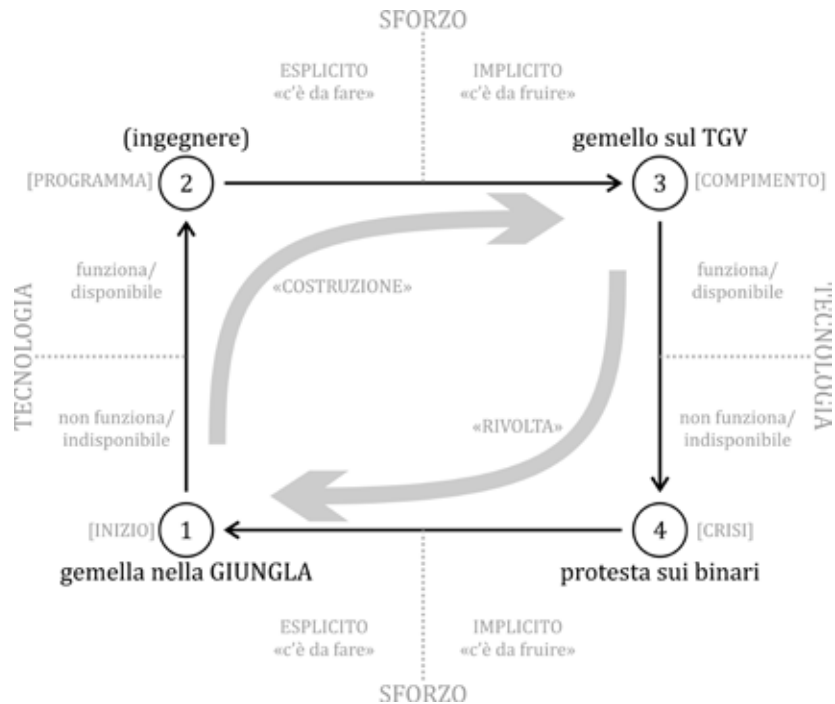 SFORZO
ESPLICITO
«c'è da fare»
IMPLICITO
«c'è da fruire»
(ingegnere)
gemello sul TGV
[PROGRAMMA]
2
3
[COMPIMENTO]
TECNOLOGIA
funziona/
disponibile
«COSTRUZIONE»
funziona/
disponibile
TECNOLOGIA
non funziona/
indisponibile
«RIVOLTA»
non funziona/
indisponibile
[INIZIO]
1
4
[CRISI]
gemella nella GIUNGLA
protesta sui binari
ESPLICITO
«c'è da fare»
IMPLICITO
«c'è da fruire»
SFORZO